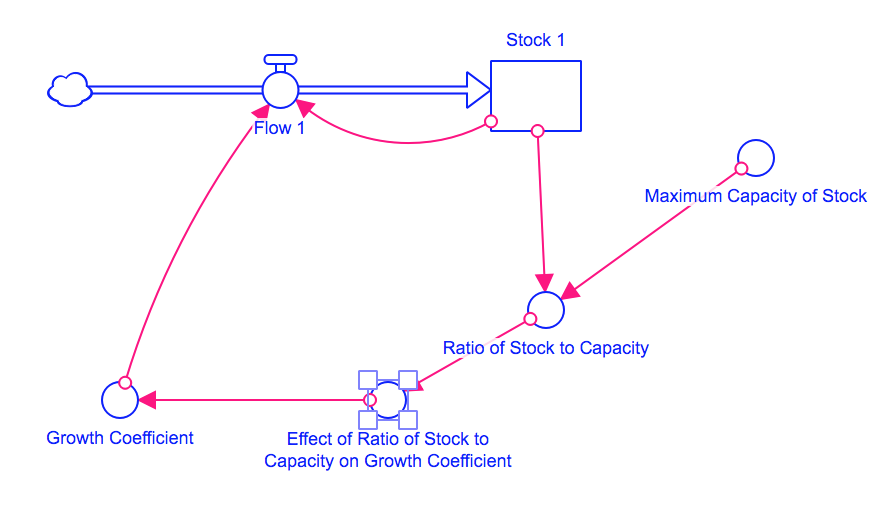 Stock 1
Flow 1
Maximum Capacity of Stock
Ratio of Stock to Capacity
Growth Coefficient
Effect of Ratio of Stock to
Capacity on Growth Coefficient